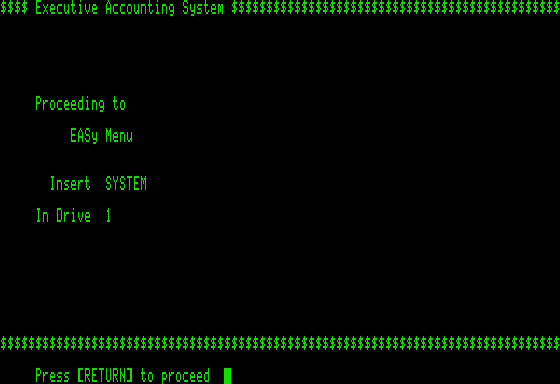 $$$$ Executive Accounting System $$$$$$$$$$$$$$$$$$$$$$$$$$$$$$$$$$$$$$$$$$$$$$$
Proceeding to
EASy Menu
Insert SYSTEM
In Drive 1
$$$$$$$$$$$$$$$$$$$$$$$$$$$$$$$$$$$$$$$$$$$$$$$$$$$$$$$$$$$$$$$$$$$$$$$$$$$$$$$$
Press [RETURN] to proceed